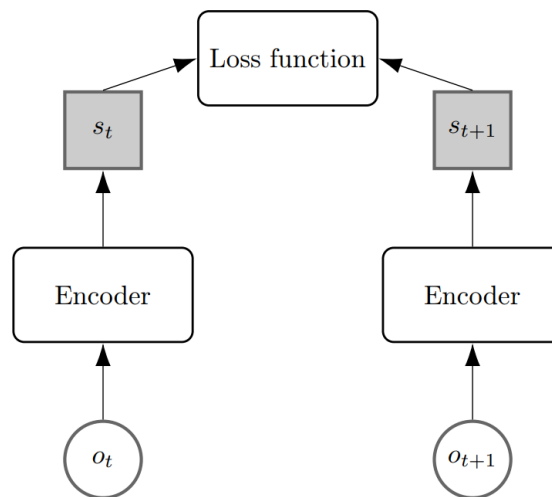 Loss function
s_t
s_{t+1}
Encoder
Encoder
o_t
o_{t+1}